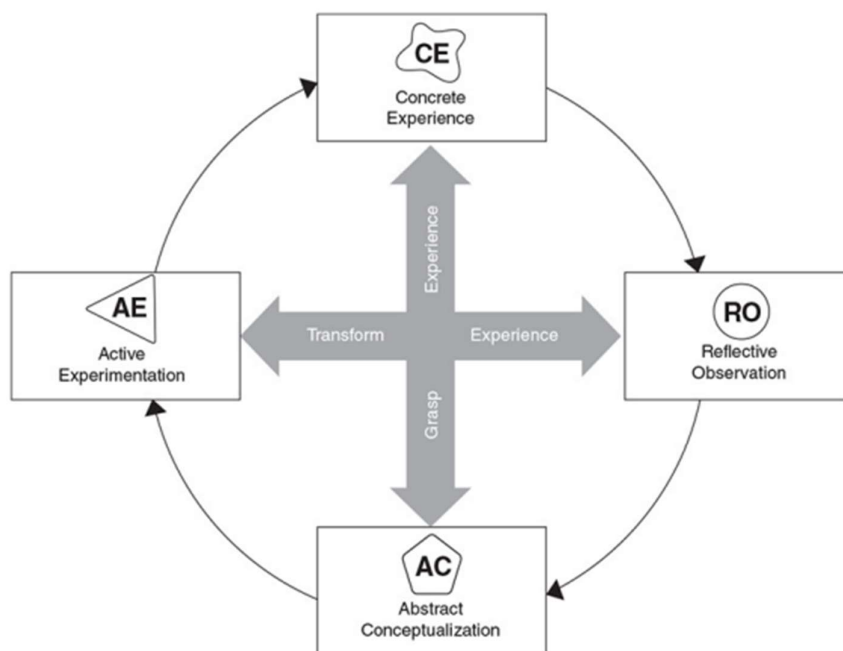 CE
Concrete
Experience
Experience
AE
Active
Experimentation
Transform
Experience
RO
Reflective
Observation
Grasp
AC
Abstract
Conceptualization